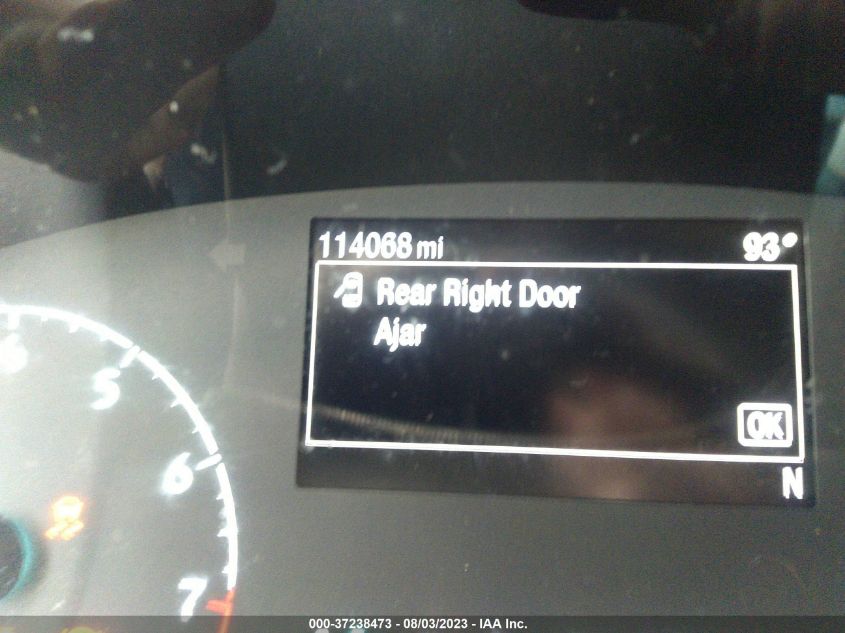 114068 mi 93°
Rear Right Door
Ajar
OK
N
5
6
7
000-37238473 - 08/03/2023 - IAA Inc.